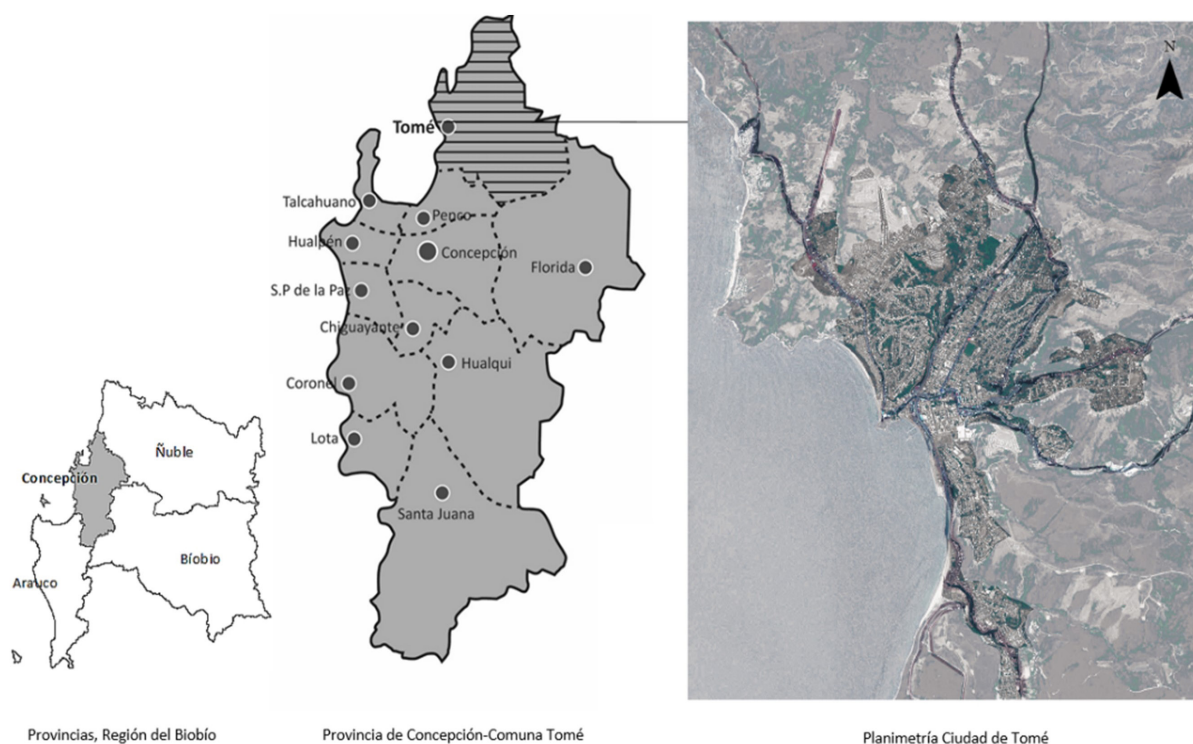 Ñuble
Concepción
Bíobio
Arauco
Provincias, Región del Biobío
Tomé
Talcahuano
Penco
Hualpén
Concepción
Florida
S.P de la Paz
Chiguayante
Hualqui
Coronel
Lota
Santa Juana
Provincia de Concepción-Comuna Tomé
N
Planimetría Ciudad de Tomé